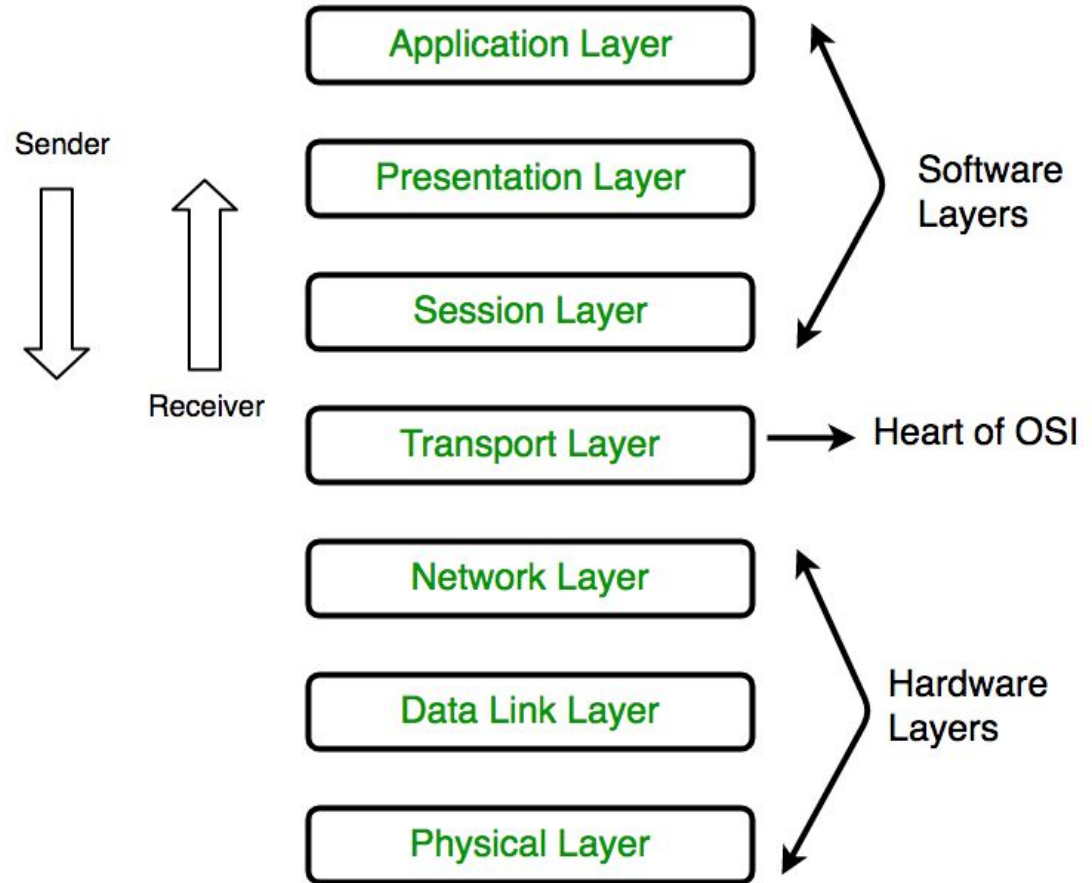 Application Layer
Sender
Presentation Layer
Software
Layers
Session Layer
Receiver
Transport Layer
Heart of OSI
Network Layer
Hardware
Layers
Data Link Layer
Physical Layer